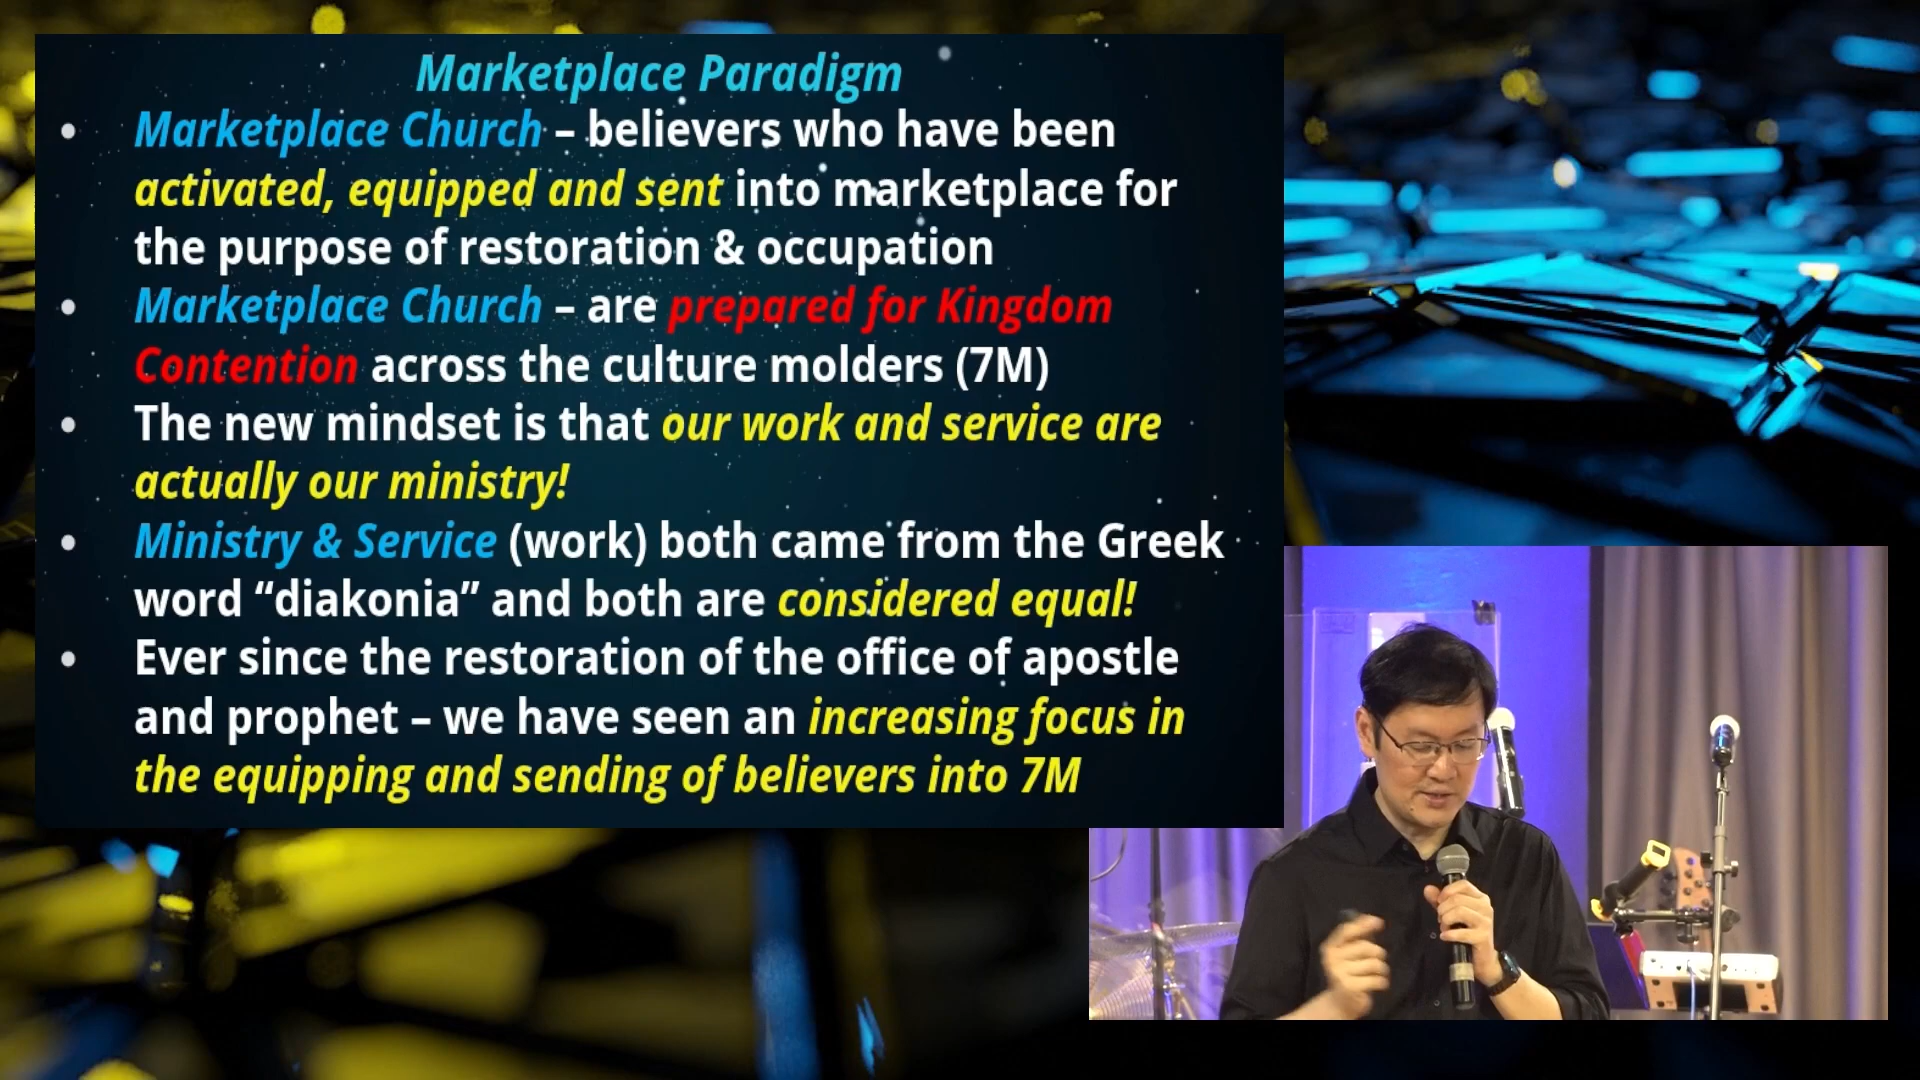 Marketplace Paradigm
• Marketplace Church – believers who have been
activated, equipped and sent into marketplace for
the purpose of restoration & occupation
• Marketplace Church – are prepared for Kingdom
Contention across the culture molders (7M)
• The new mindset is that our work and service are
actually our ministry!
• Ministry & Service (work) both came from the Greek
word “diakonia” and both are considered equal!
• Ever since the restoration of the office of apostle
and prophet – we have seen an increasing focus in
the equipping and sending of believers into 7M